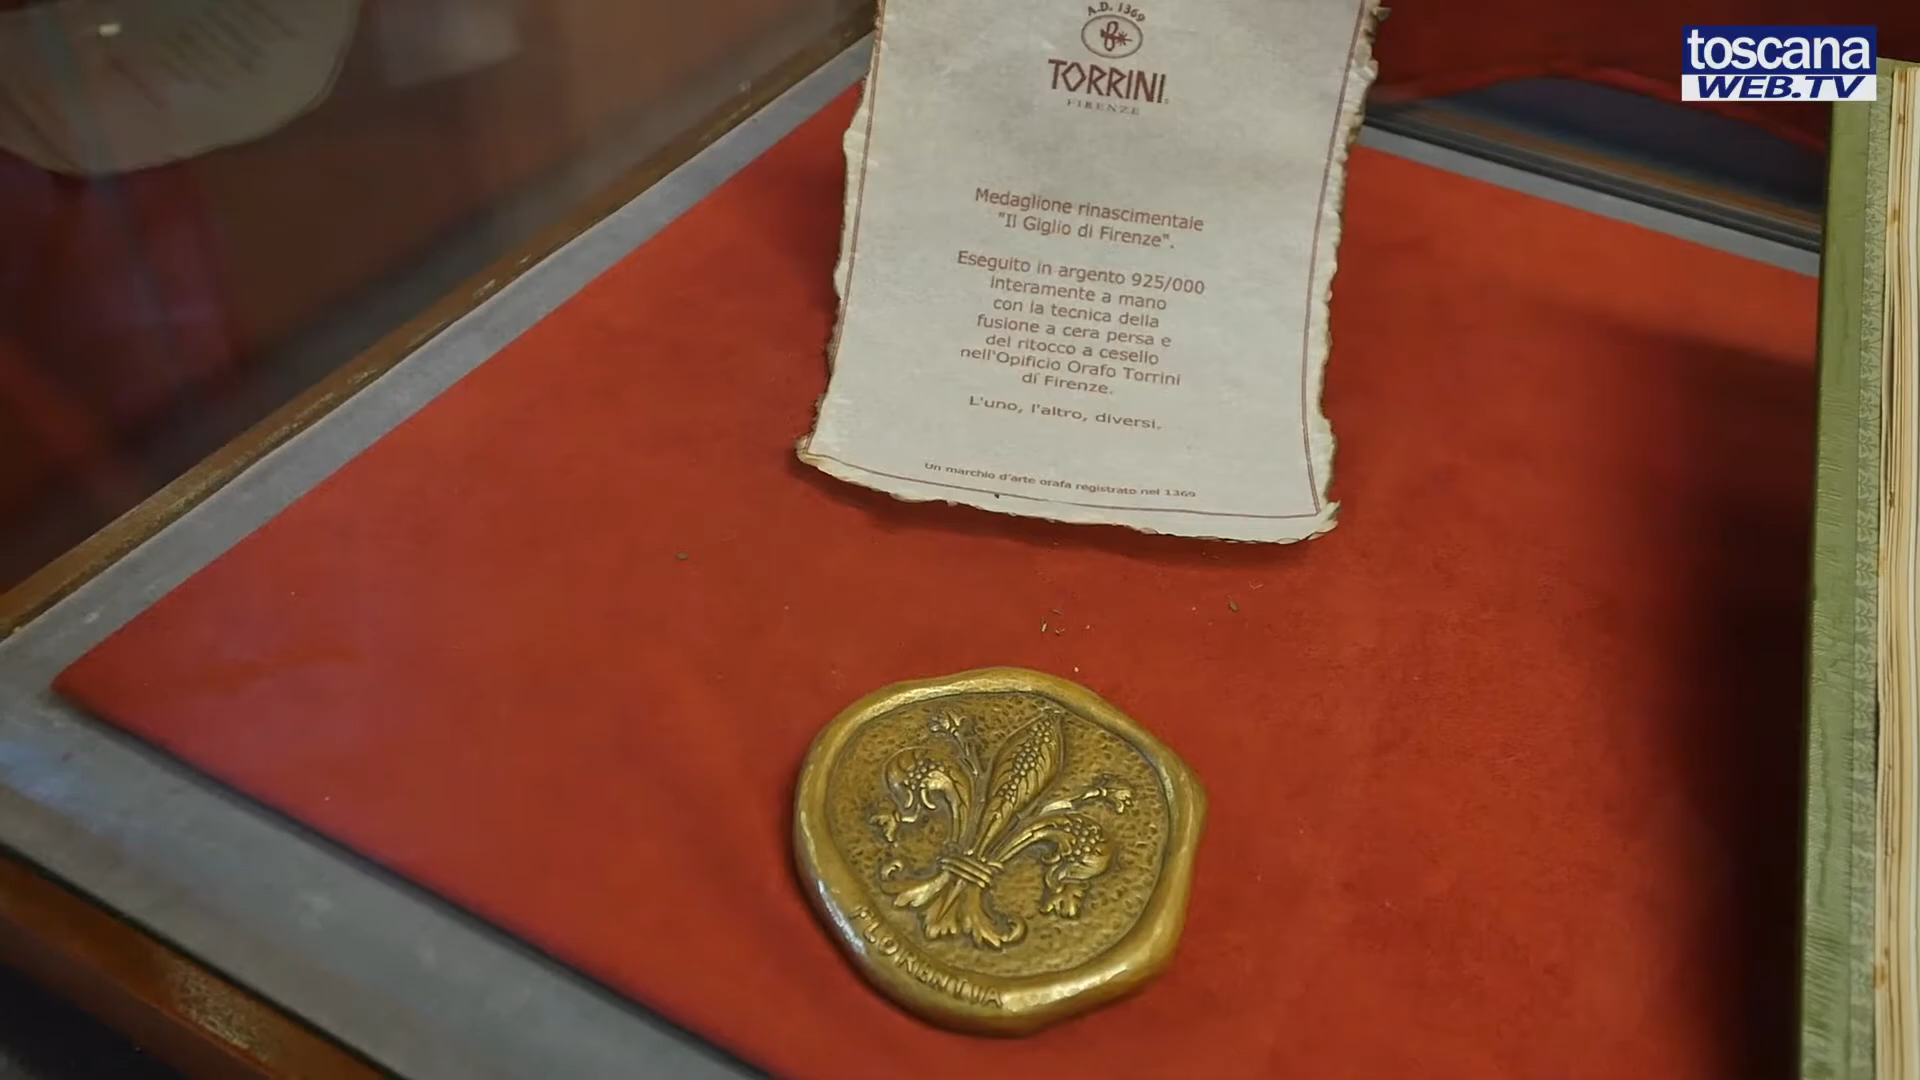 toscana
WEB.TV
A.D. 1369
TORRINI
FIRENZE
Medaglione rinascimentale
"Il Giglio di Firenze".
Eseguito in argento 925/000
interamente a mano
con la tecnica della
fusione a cera persa e
del ritocco a cesello
nell'Opificio Orafo Torrini
di Firenze.
L'uno, l'altro, diversi.
Un marchio d'arte orafa registrato nel 1369
FLORENTIA